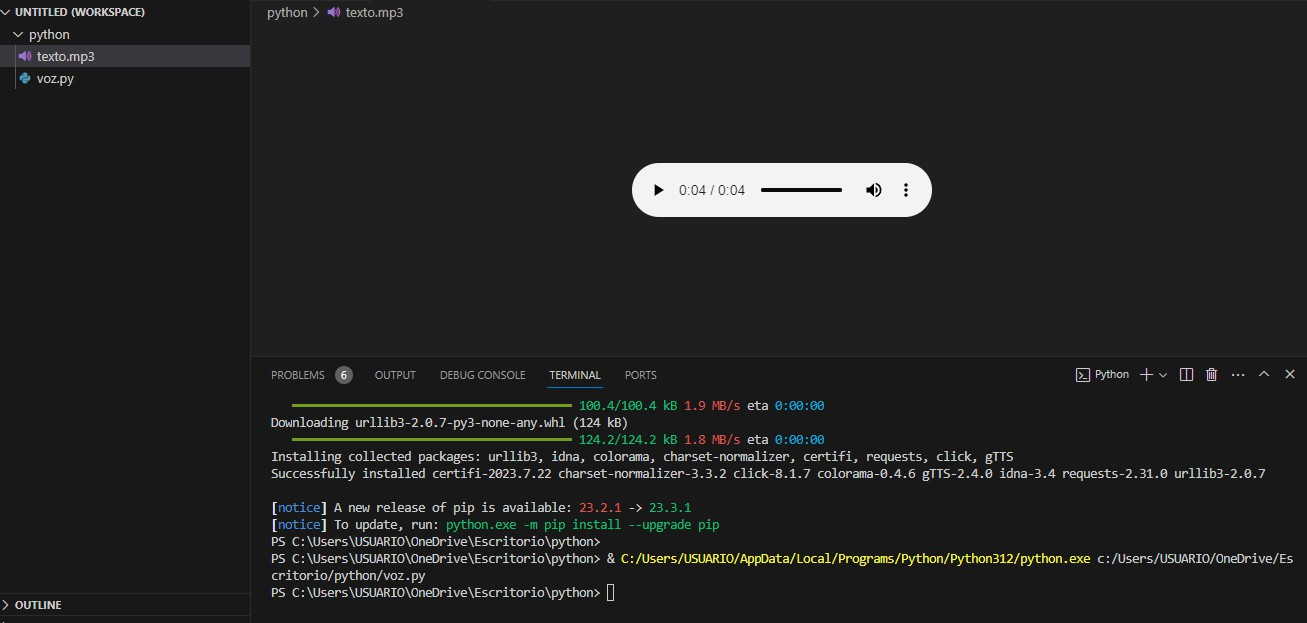 UNTITLED (WORKSPACE)
python
texto.mp3
voz.py
OUTLINE
python > texto.mp3
0:04 / 0:04
PROBLEMS 6 OUTPUT DEBUG CONSOLE TERMINAL PORTS
Python
100.4/100.4 kB 1.9 MB/s eta 0:00:00
Downloading urllib3-2.0.7-py3-none-any.whl (124 kB)
124.2/124.2 kB 1.8 MB/s eta 0:00:00
Installing collected packages: urllib3, idna, colorama, charset-normalizer, certifi, requests, click, gTTS
Successfully installed certifi-2023.7.22 charset-normalizer-3.3.2 click-8.1.7 colorama-0.4.6 gTTS-2.4.0 idna-3.4 requests-2.31.0 urllib3-2.0.7
[notice] A new release of pip is available: 23.2.1 -> 23.3.1
[notice] To update, run: python.exe -m pip install --upgrade pip
PS C:\Users\USUARIO\OneDrive\Escritorio\python>
PS C:\Users\USUARIO\OneDrive\Escritorio\python> & C:/Users/USUARIO/AppData/Local/Programs/Python/Python312/python.exe c:/Users/USUARIO/OneDrive/Es
critorio/python/voz.py
PS C:\Users\USUARIO\OneDrive\Escritorio\python>